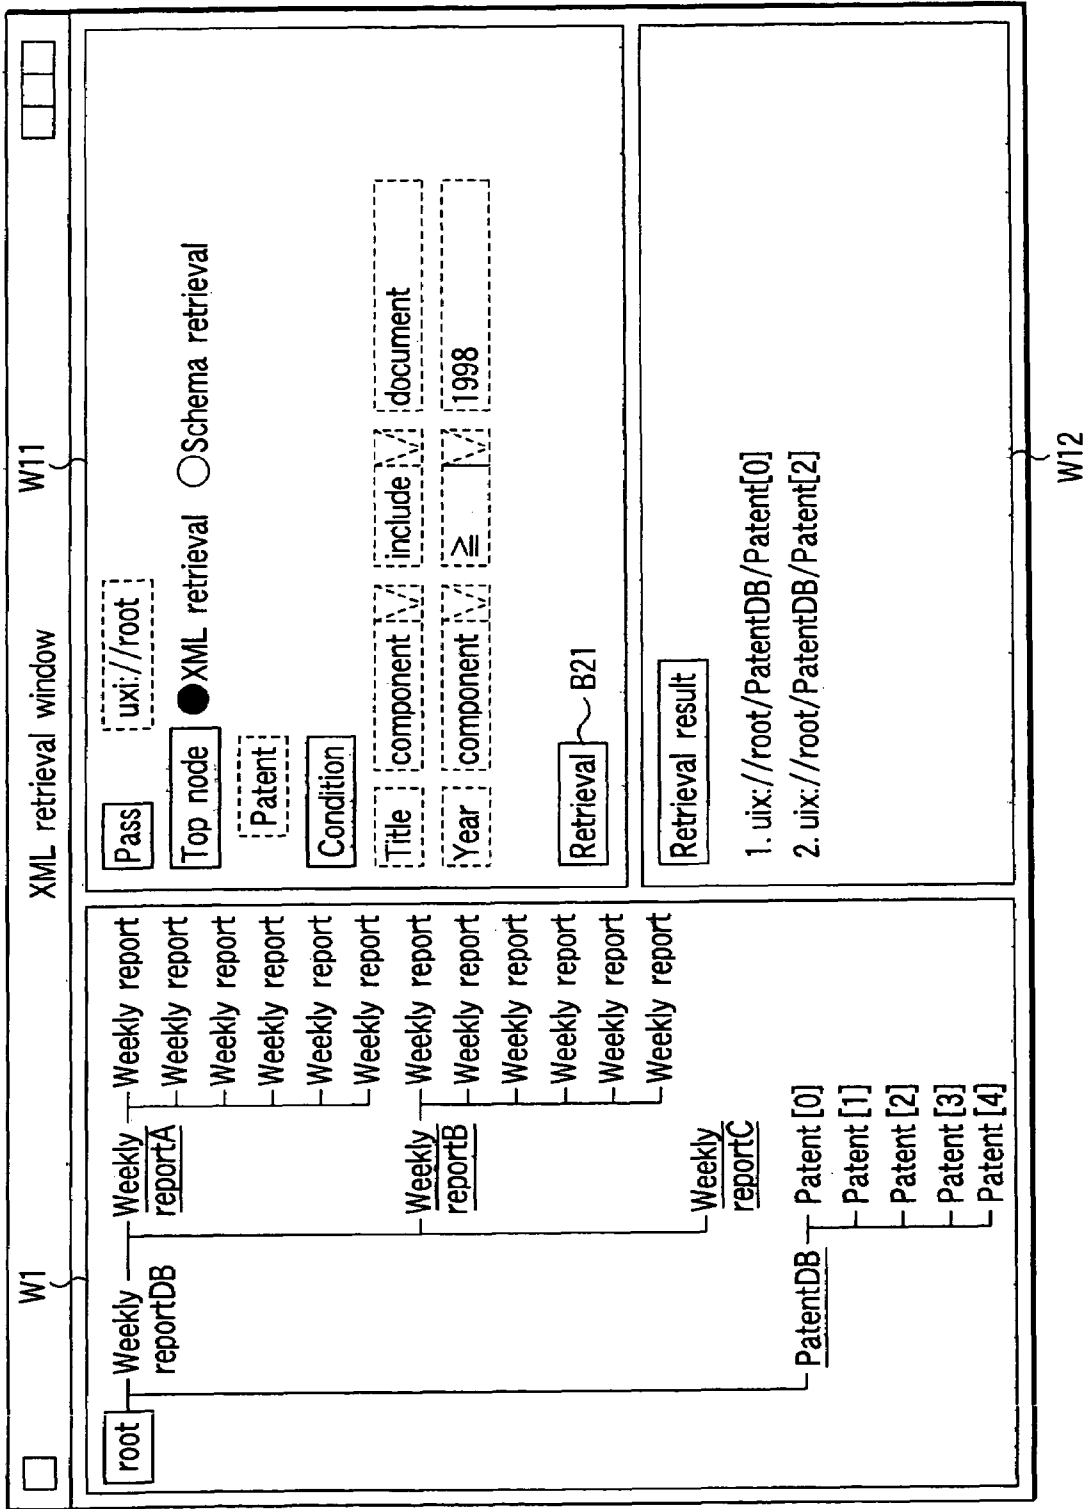 XML retrieval window
W1
W11
root
Weekly
reportDB
Weekly
reportA
Weekly report
Weekly report
Weekly report
Weekly report
Weekly report
Weekly report
Weekly
reportB
Weekly report
Weekly report
Weekly report
Weekly report
Weekly report
Weekly report
Weekly
reportC
PatentDB
Patent [0]
Patent [1]
Patent [2]
Patent [3]
Patent [4]
Pass uxi://root
Top node XML retrieval Schema retrieval
Patent
Condition
Title component include document
Year component ≧ 1998
Retrieval B21
Retrieval result
1. uix://root/PatentDB/Patent[0]
2. uix://root/PatentDB/Patent[2]
W12